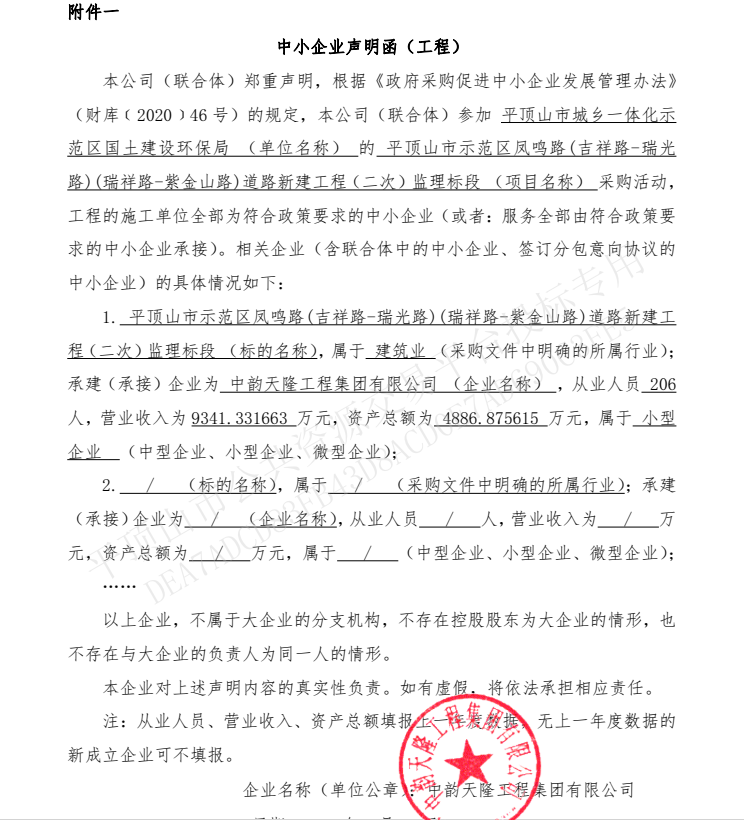 附件一
中小企业声明函（工程）
本公司（联合体）郑重声明，根据《政府采购促进中小企业发展管理办法》
（财库﹝2020﹞46 号）的规定，本公司（联合体）参加 平顶山市城乡一体化示
范区国土建设环保局 （单位名称） 的 平顶山市示范区凤鸣路(吉祥路-瑞光
路)(瑞祥路-紫金山路)道路新建工程(二次)监理标段 （项目名称） 采购活动，
工程的施工单位全部为符合政策要求的中小企业（或者：服务全部由符合政策要
求的中小企业承接）。相关企业（含联合体中的中小企业、签订分包意向协议的
中小企业）的具体情况如下：
1. 平顶山市示范区凤鸣路(吉祥路-瑞光路)(瑞祥路-紫金山路)道路新建工
程(二次)监理标段 （标的名称），属于 建筑业 （采购文件中明确的所属行业）；
承建（承接）企业为 中韵天隆工程集团有限公司 （企业名称） ，从业人员 206
人，营业收入为 9341.331663 万元，资产总额为 4886.875615 万元，属于 小型
企业 （中型企业、小型企业、微型企业）；
2. / （标的名称），属于 / （采购文件中明确的所属行业）；承建
（承接）企业为 / （企业名称），从业人员 / 人，营业收入为 / 万
元，资产总额为 / 万元，属于 / （中型企业、小型企业、微型企业）；
……
以上企业，不属于大企业的分支机构，不存在控股股东为大企业的情形，也
不存在与大企业的负责人为同一人的情形。
本企业对上述声明内容的真实性负责。如有虚假，将依法承担相应责任。
注：从业人员、营业收入、资产总额填报上一年度数据，无上一年度数据的
新成立企业可不填报。
企业名称（单位公章）：中韵天隆工程集团有限公司
中韵天隆工程集团有限公司